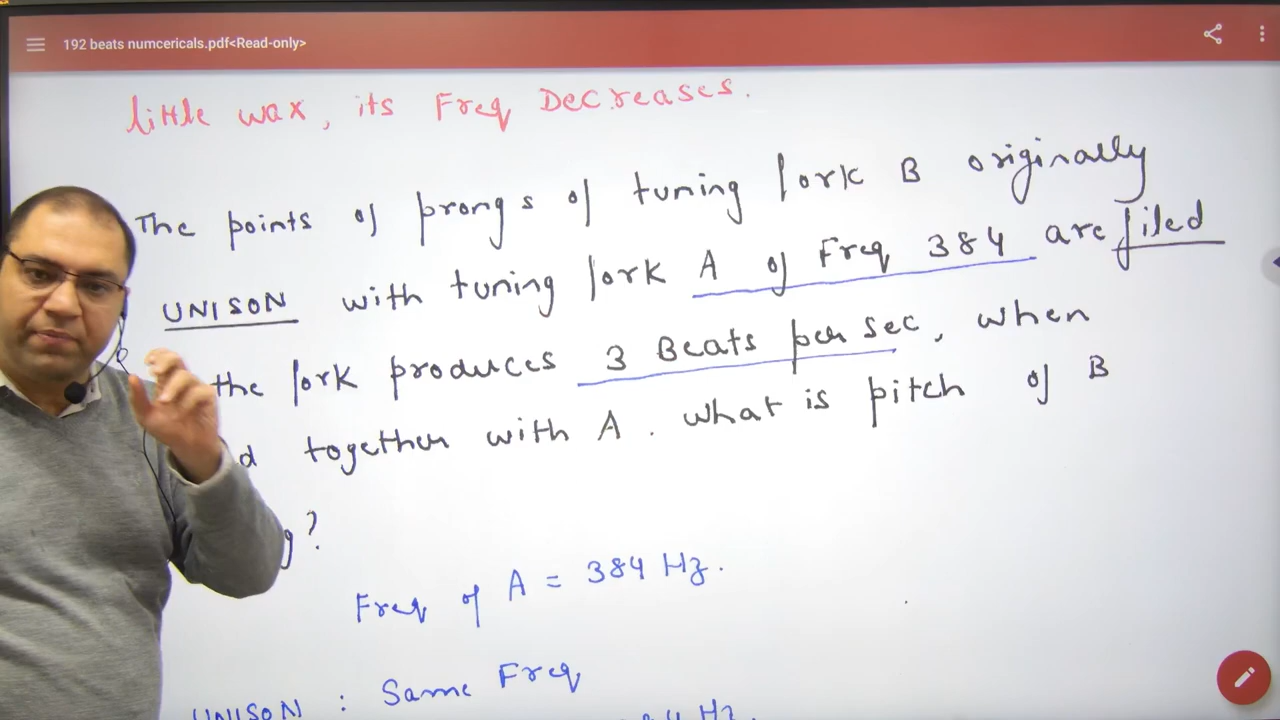 192 beats numcericals.pdf<Read-only>
little wax, its Freq Decreases.
The points of prongs of tuning fork B originally
UNISON with tuning fork A of Freq 384 are filed
the fork produces 3 Beats per sec, when
together with A. what is pitch of B
?
Freq of A = 384 Hz.
UNISON : Same Freq
Hz.